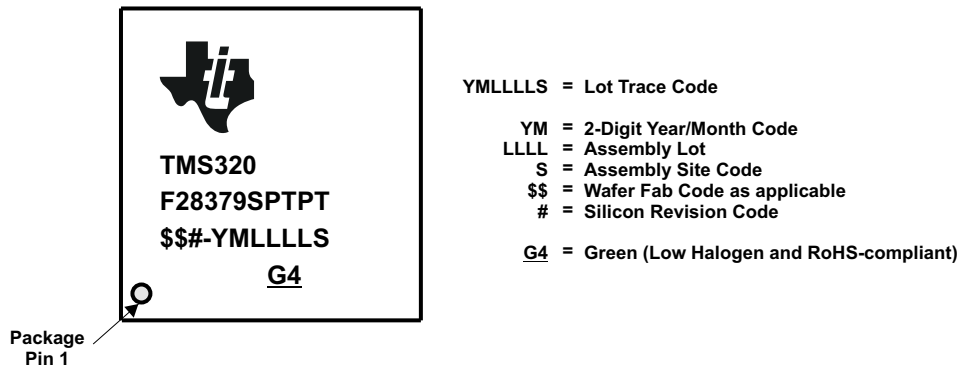 TMS320
F28379SPTPT
$$#-YMLLLLS
G4
Package
Pin 1
YMLLLLS = Lot Trace Code
YM = 2-Digit Year/Month Code
LLLL = Assembly Lot
S = Assembly Site Code
$$ = Wafer Fab Code as applicable
# = Silicon Revision Code
G4 = Green (Low Halogen and RoHS-compliant)